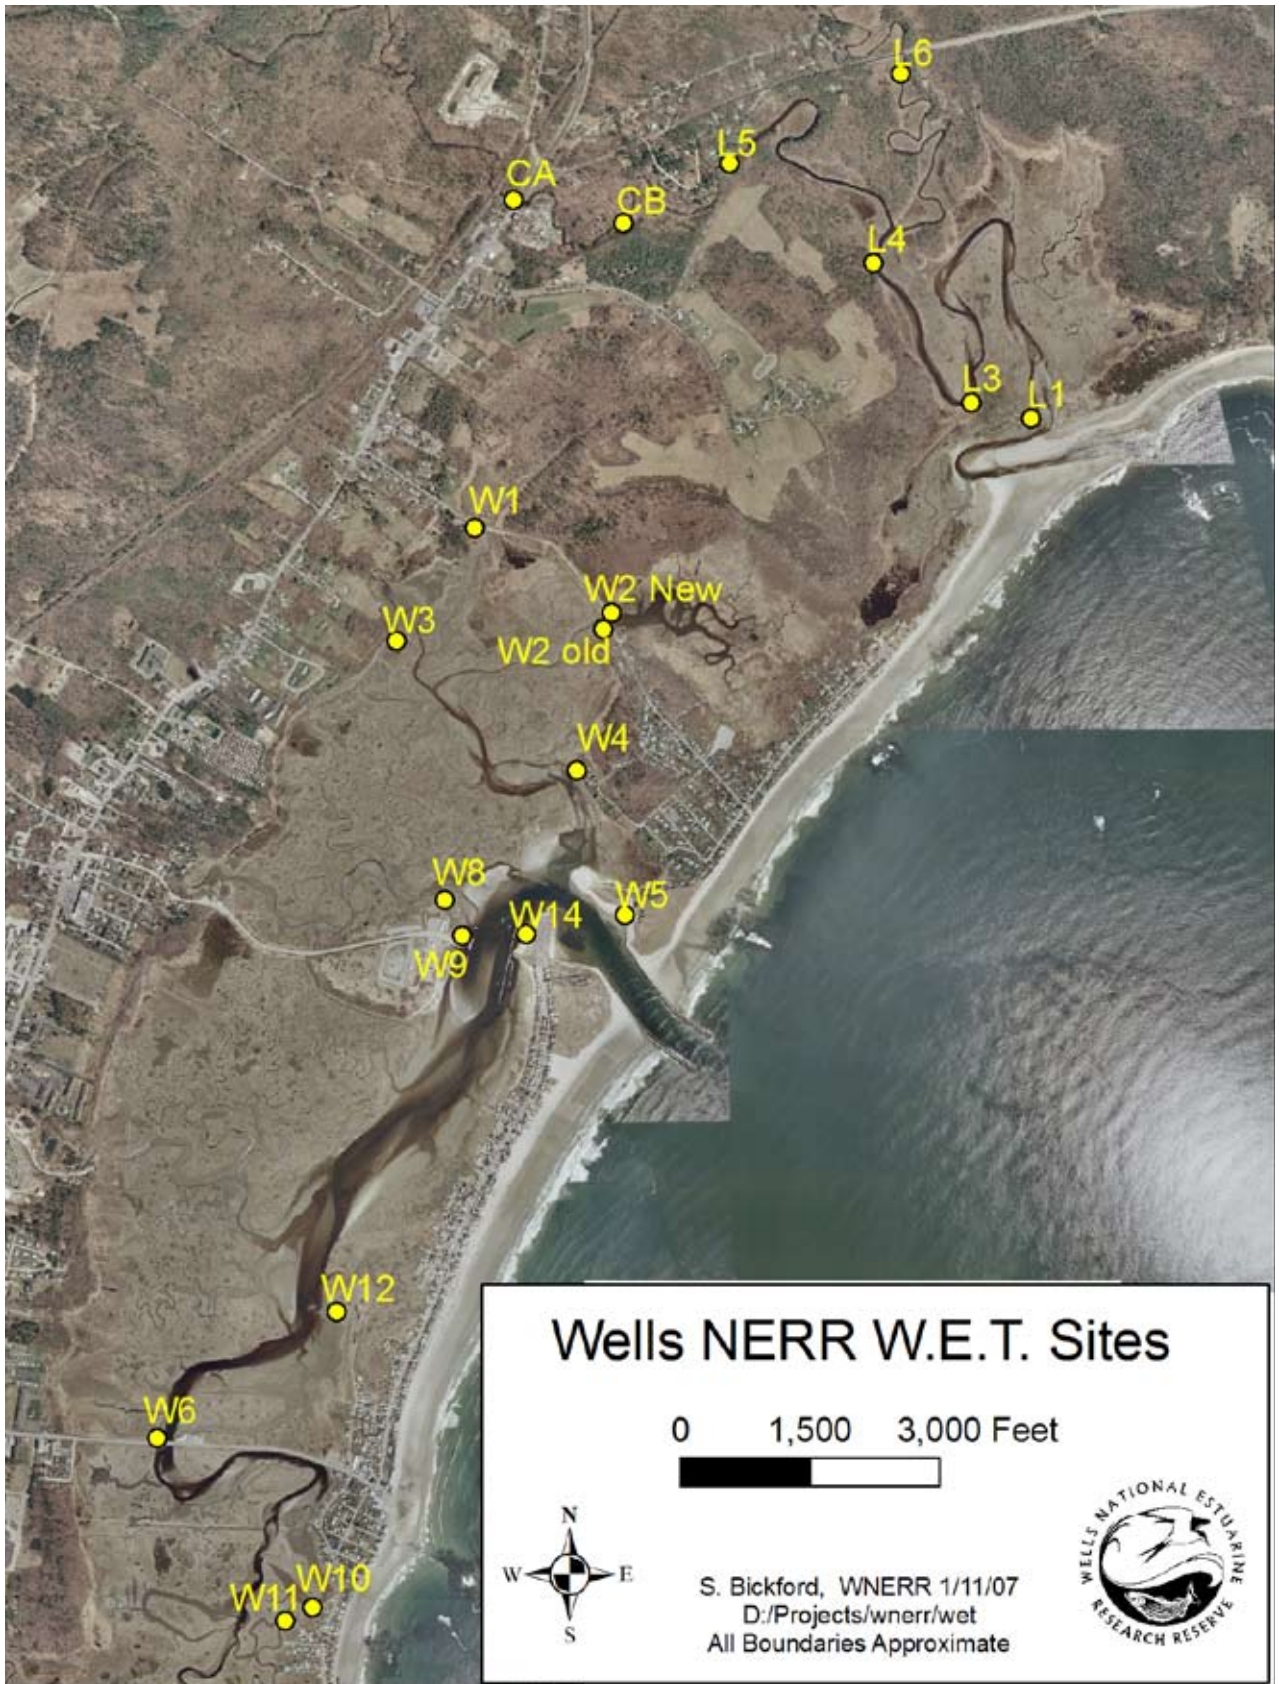 L6
L5
CA
CB
L4
L3
L1
W1
W2 New
W3
W2 old
W4
W8
W5
W14
W9
W12
W6
W10
W11
Wells NERR W.E.T. Sites
0 1,500 3,000 Feet
N
W E
S
S. Bickford, WNERR 1/11/07
D:/Projects/wnerr/wet
All Boundaries Approximate
WELLS NATIONAL ESTUARINE
RESEARCH RESERVE